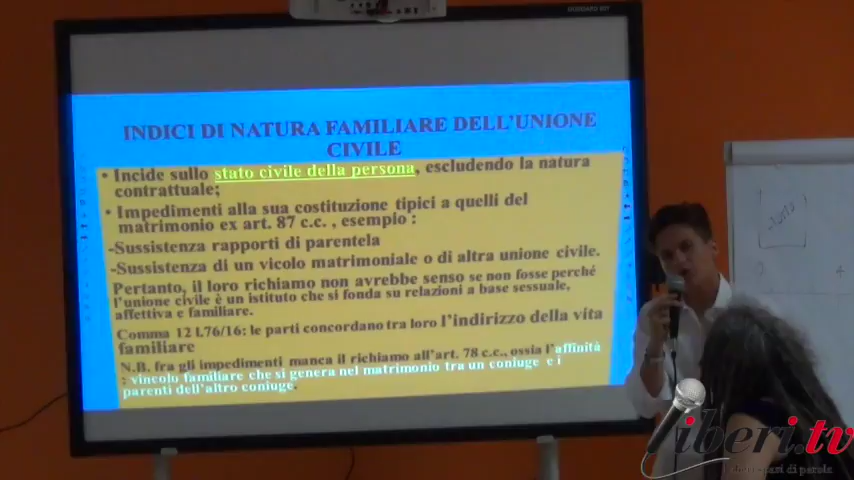 INDICI DI NATURA FAMILIARE DELL'UNIONE
CIVILE
• Incide sullo stato civile della persona, escludendo la natura
contrattuale;
• Impedimenti alla sua costituzione tipici a quelli del
matrimonio ex art. 87 c.c. , esempio :
-Sussistenza rapporti di parentela
-Sussistenza di un vicolo matrimoniale o di altra unione civile.
Pertanto, il loro richiamo non avrebbe senso se non fosse perché
l'unione civile è un istituto che si fonda su relazioni a base sessuale,
affettiva e familiare.
Comma 12 L76/16: le parti concordano tra loro l'indirizzo della vita
familiare
N.B. fra gli impedimenti manca il richiamo all'art. 78 c.c., ossia l'affinità
: vincolo familiare che si genera nel matrimonio tra un coniuge e i
parenti dell'altro coniuge.
0 4
liberi.tv